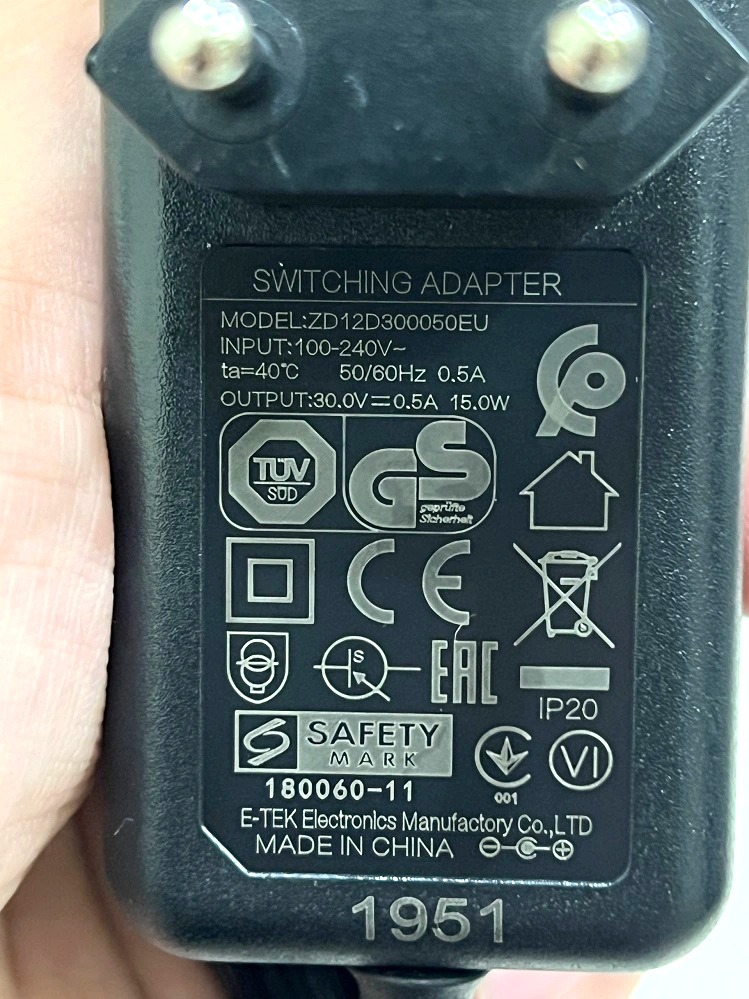 SWITCHING ADAPTER
MODEL:ZD12D300050EU
INPUT:100-240V~
ta=40℃ 50/60Hz 0.5A
OUTPUT:30.0V⎓0.5A 15.0W
TÜV
SÜD
GS
geprüfte
Sicherheit
CE
S
EAC
IP20
SAFETY
MARK
VI
180060-11
001
E-TEK Electronics Manufactory Co.,LTD
MADE IN CHINA
1951